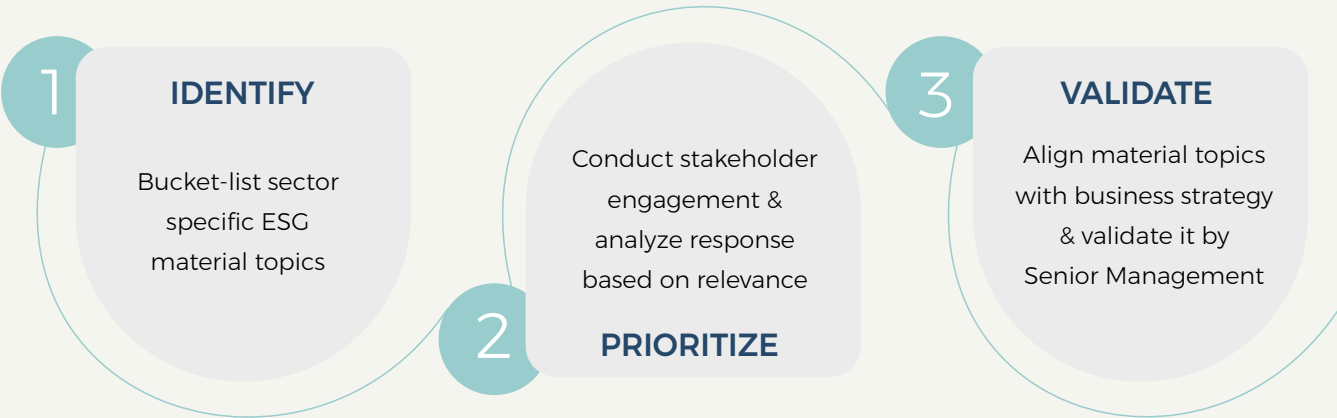 1
IDENTIFY
Bucket-list sector
specific ESG
material topics
2
Conduct stakeholder
engagement &
analyze response
based on relevance
PRIORITIZE
3
VALIDATE
Align material topics
with business strategy
& validate it by
Senior Management